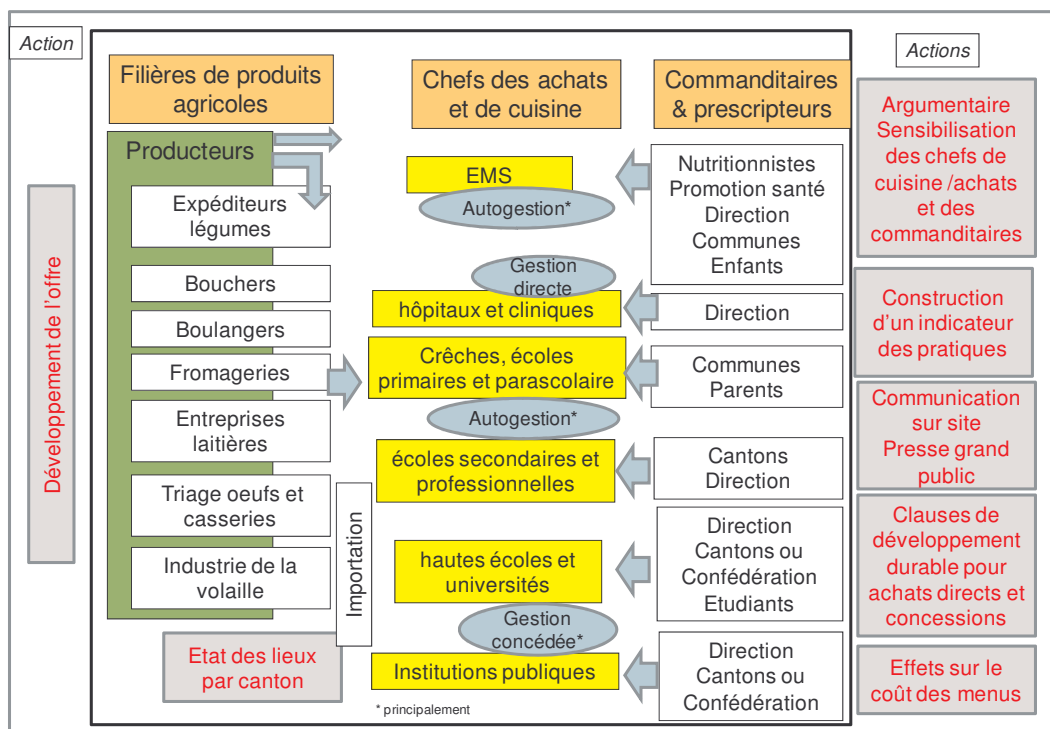 Action
Développement de l'offre
Filières de produits
agricoles
Producteurs
Expéditeurs
légumes
Bouchers
Boulangers
Fromageries
Entreprises
laitières
Triage oeufs et
casseries
Industrie de la
volaille
Importation
Etat des lieux
par canton
Chefs des achats
et de cuisine
EMS
Autogestion*
Gestion
directe
hôpitaux et cliniques
Crêches, écoles
primaires et parascolaire
Autogestion*
écoles secondaires et
professionnelles
hautes écoles et
universités
Gestion
concédée*
Institutions publiques
* principalement
Commanditaires
& prescripteurs
Nutritionnistes
Promotion santé
Direction
Communes
Enfants
Direction
Communes
Parents
Cantons
Direction
Direction
Cantons ou
Confédération
Etudiants
Direction
Cantons ou
Confédération
Actions
Argumentaire
Sensibilisation
des chefs de
cuisine /achats
et des
commanditaires
Construction
d'un indicateur
des pratiques
Communication
sur site
Presse grand
public
Clauses de
développement
durable pour
achats directs et
concessions
Effets sur le
coût des menus